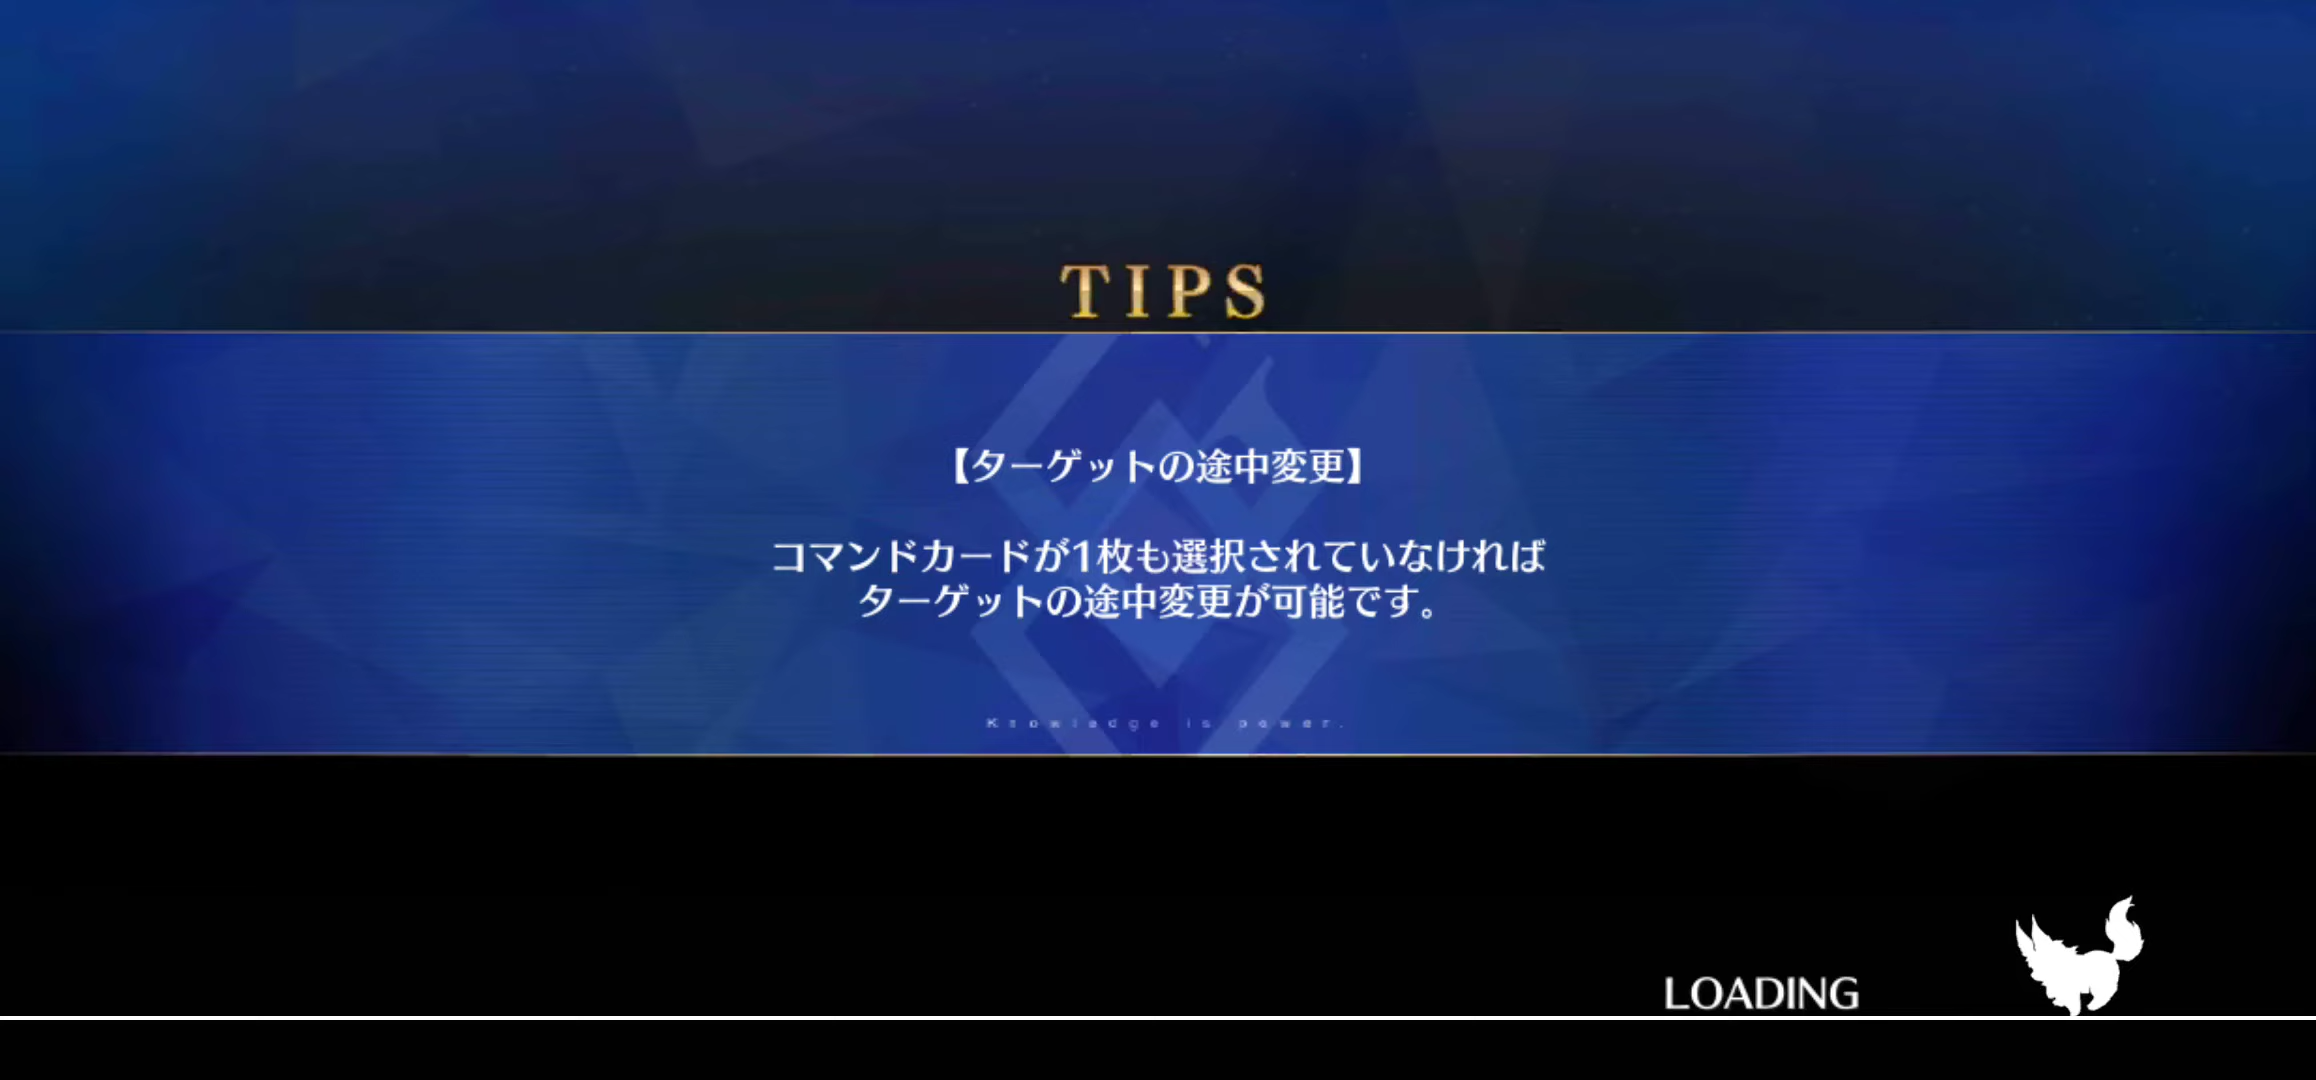 TIPS
【ターゲットの途中変更】
コマンドカードが1枚も選択されていなければ
ターゲットの途中変更が可能です。
Knowledge is power.
LOADING